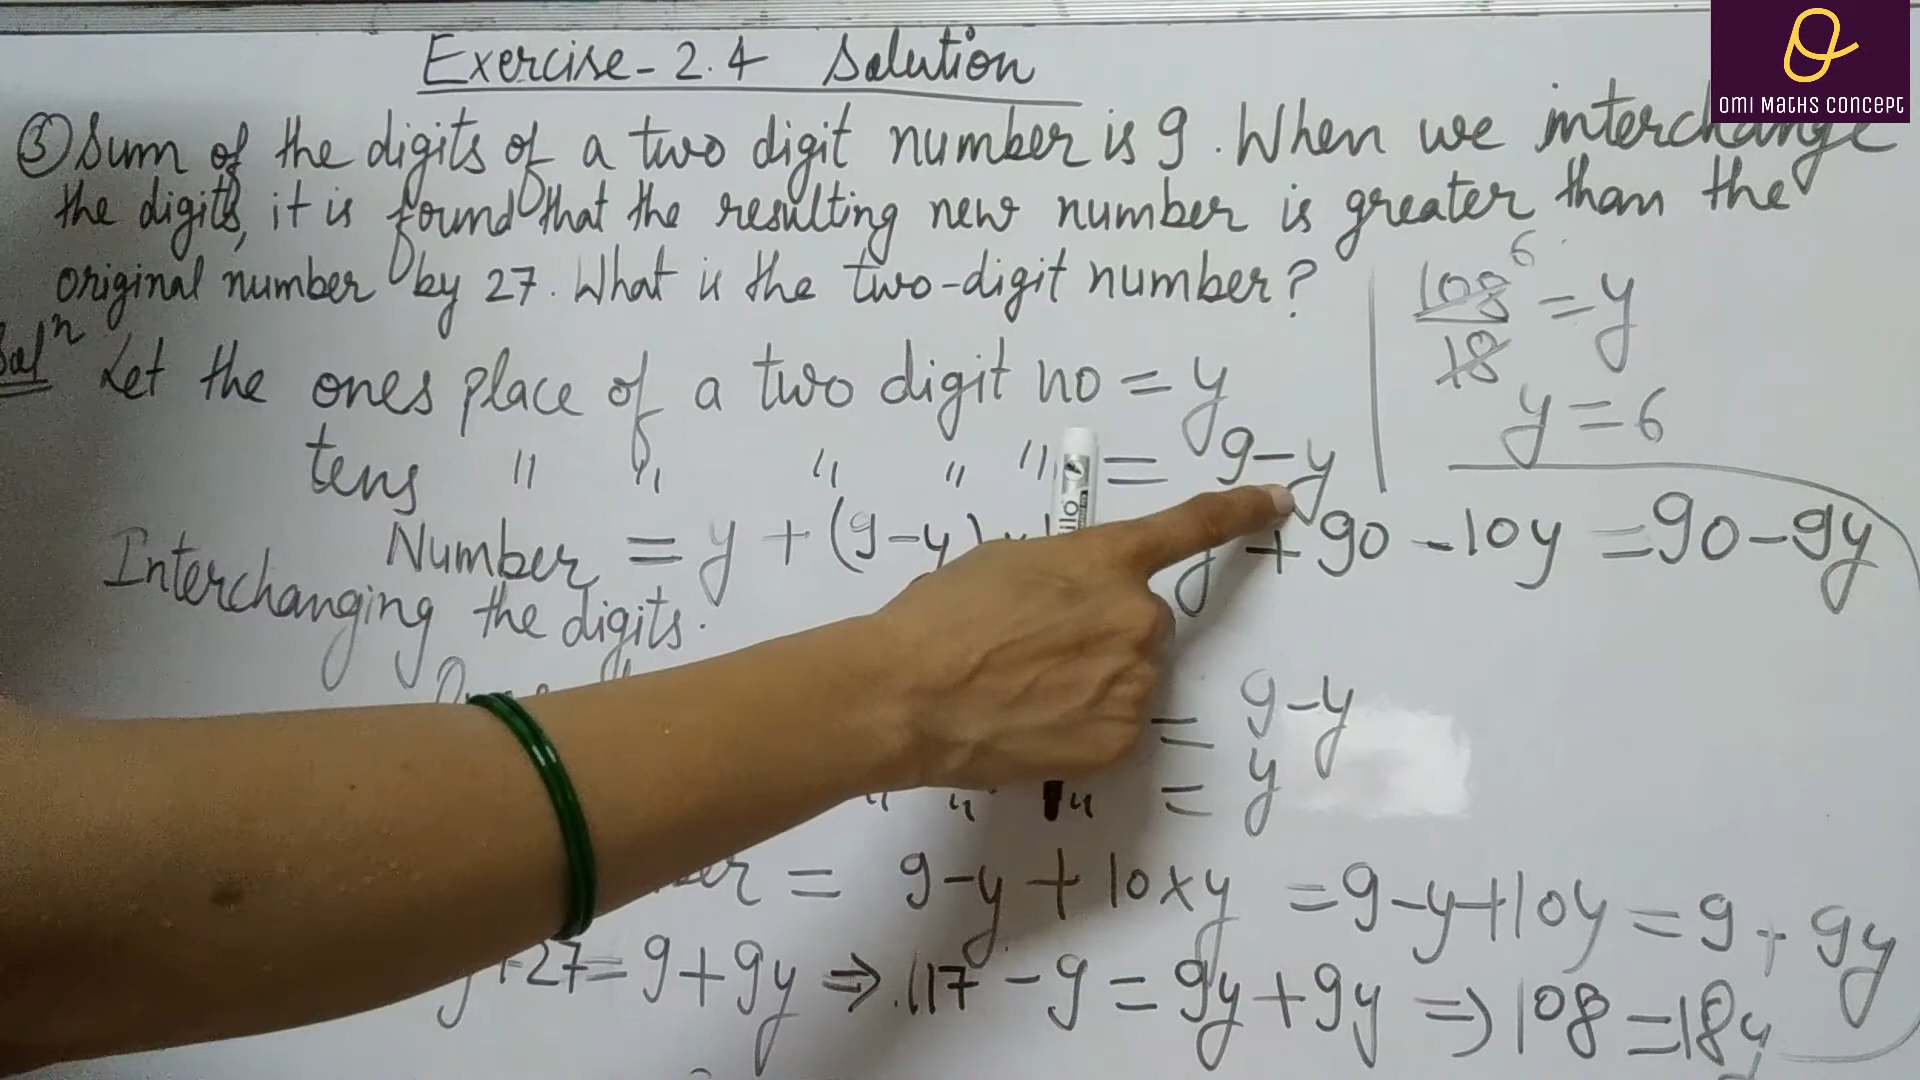 Exercise-2.4 Solution
OMI MATHS CONCEPT
③ Sum of the digits of a two digit number is 9. When we interchange
the digits, it is found that the resulting new number is greater than the
original number by 27. What is the two-digit number?
Solⁿ Let the ones place of a two digit no = y
tens " " " " " = 9-y
Number = y + (9-y) y + 90 - 10y = 90 - 9y
Interchanging the digits.
= 9-y
" " " = y
= 9-y + 10xy = 9-y+10y = 9 + 9y
y + 27 = 9+9y ⇒ 117 - 9 = 9y + 9y ⇒ 108 = 18y
108/18 6 = y
y = 6